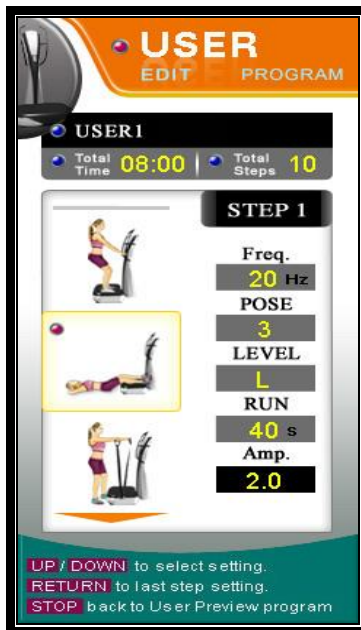 USER
EDIT PROGRAM
USER1
Total Time 08:00 Total Steps 10
STEP 1
Freq.
20 Hz
POSE
3
LEVEL
L
RUN
40 s
Amp.
2.0
UP / DOWN to select setting.
RETURN to last step setting.
STOP back to User Preview program